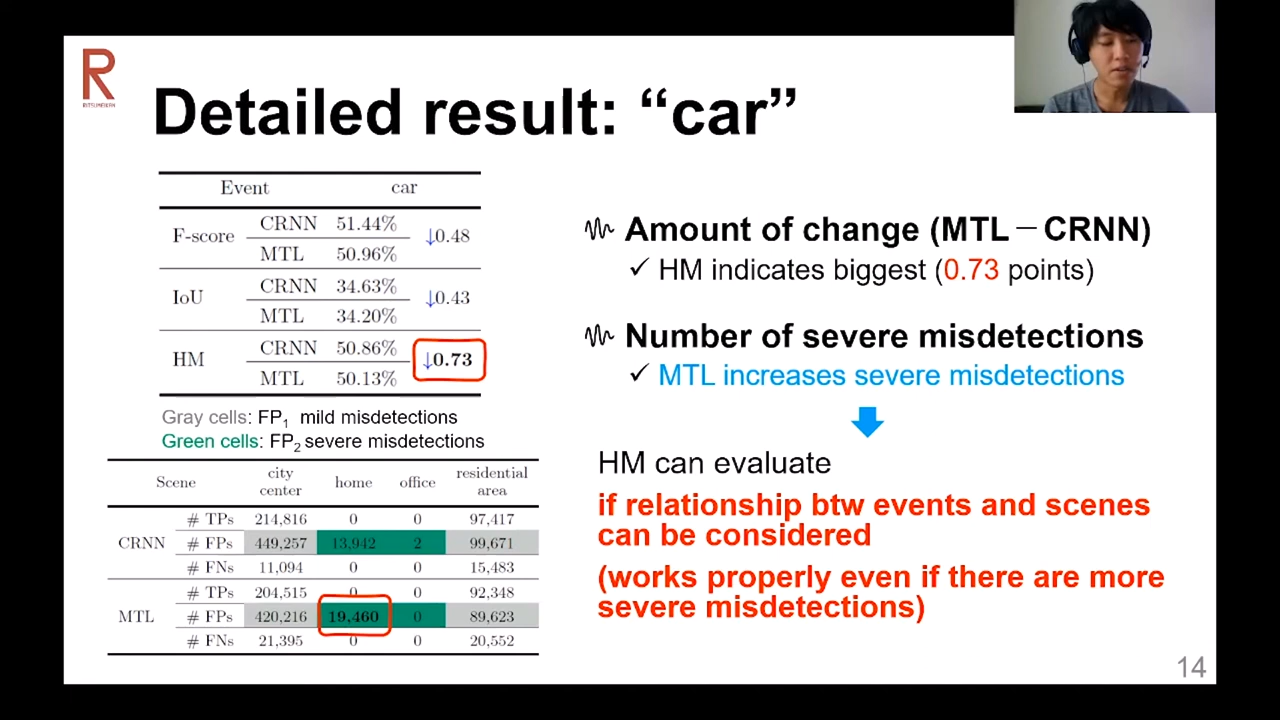 R
RITSUMEIKAN
Detailed result: “car”
Event car
F-score CRNN 51.44% ↓0.48
MTL 50.96%
IoU CRNN 34.63% ↓0.43
MTL 34.20%
HM CRNN 50.86% ↓0.73
MTL 50.13%
Gray cells: FP1 mild misdetections
Green cells: FP2 severe misdetections
Scene city center home office residential area
CRNN # TPs 214,816 0 0 97,417
# FPs 449,257 13,942 2 99,671
# FNs 11,094 0 0 15,483
MTL # TPs 204,515 0 0 92,348
# FPs 420,216 19,460 0 89,623
# FNs 21,395 0 0 20,552
Amount of change (MTL－CRNN)
✓ HM indicates biggest (0.73 points)
Number of severe misdetections
✓ MTL increases severe misdetections
HM can evaluate
if relationship btw events and scenes
can be considered
(works properly even if there are more
severe misdetections)
14